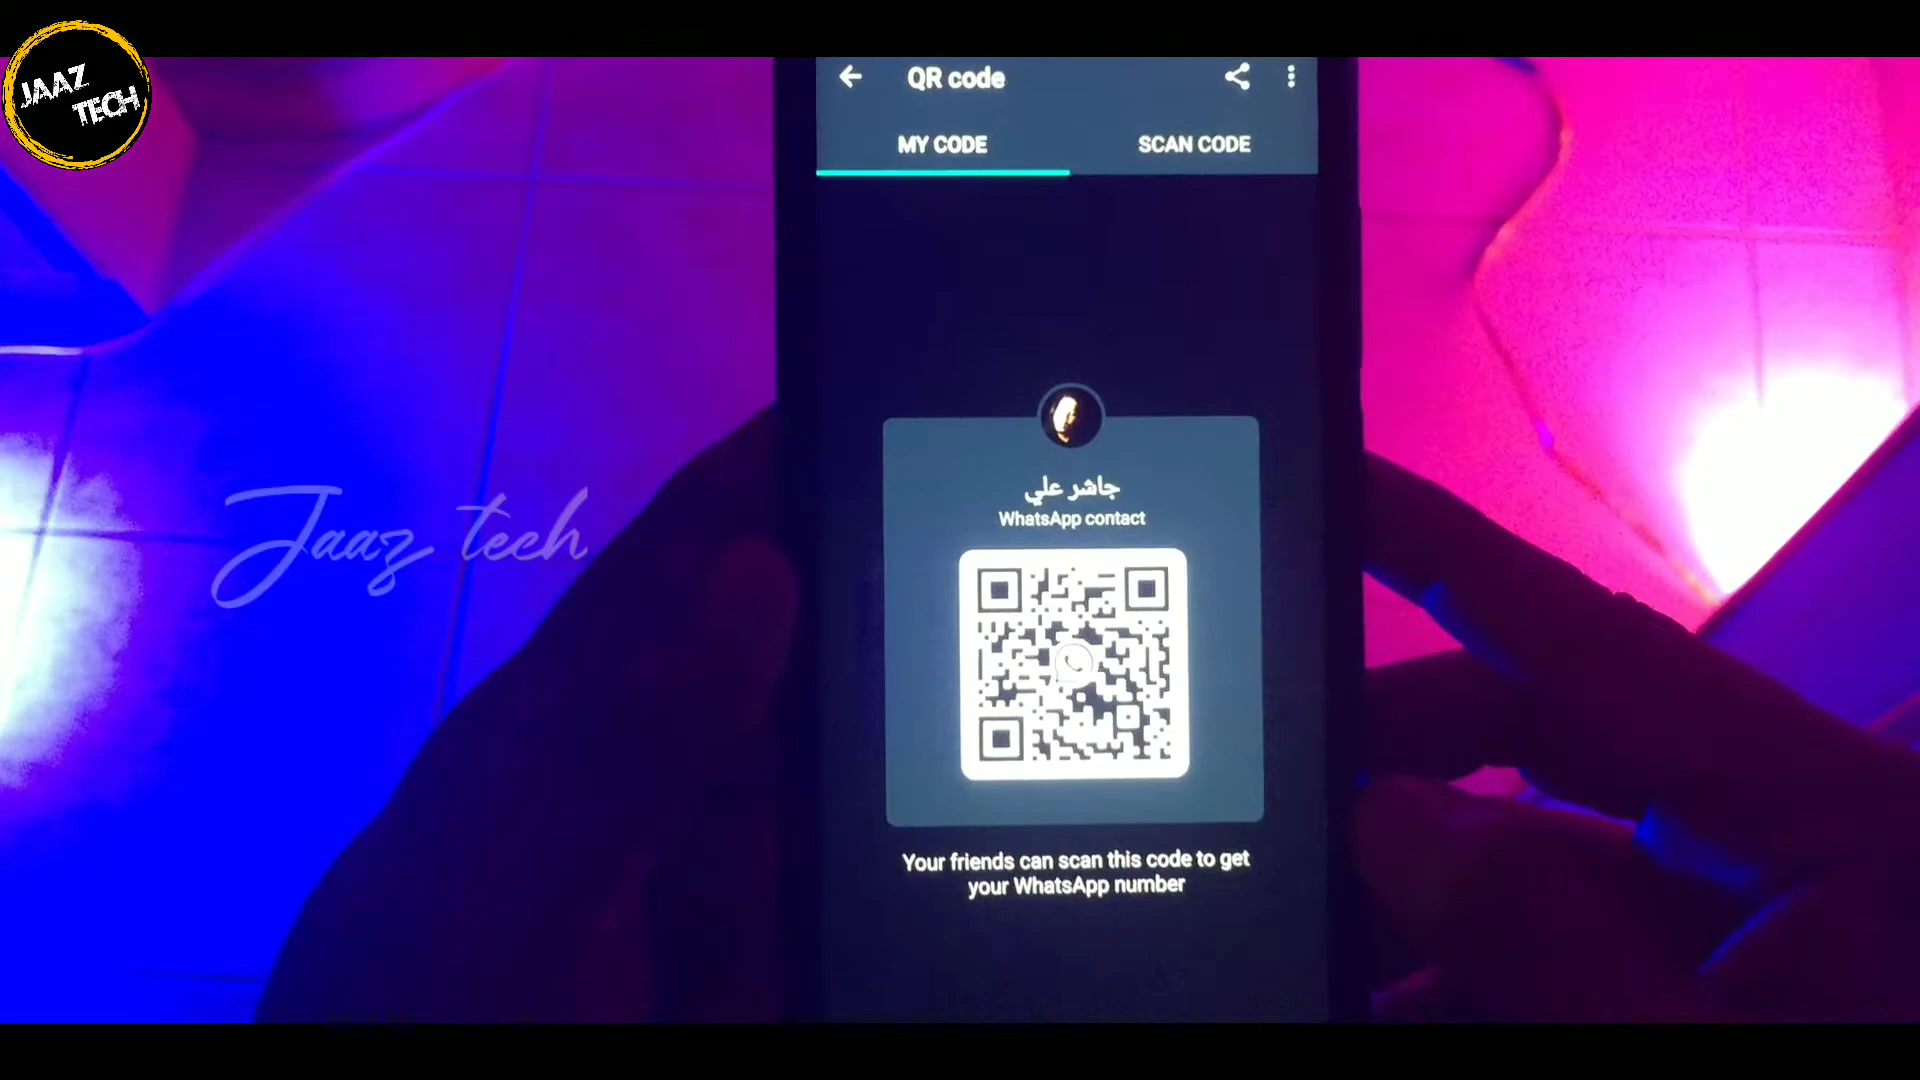 JAAZ
TECH
QR code
MY CODE
SCAN CODE
جاشر علي
WhatsApp contact
Jaaz tech
Your friends can scan this code to get
your WhatsApp number